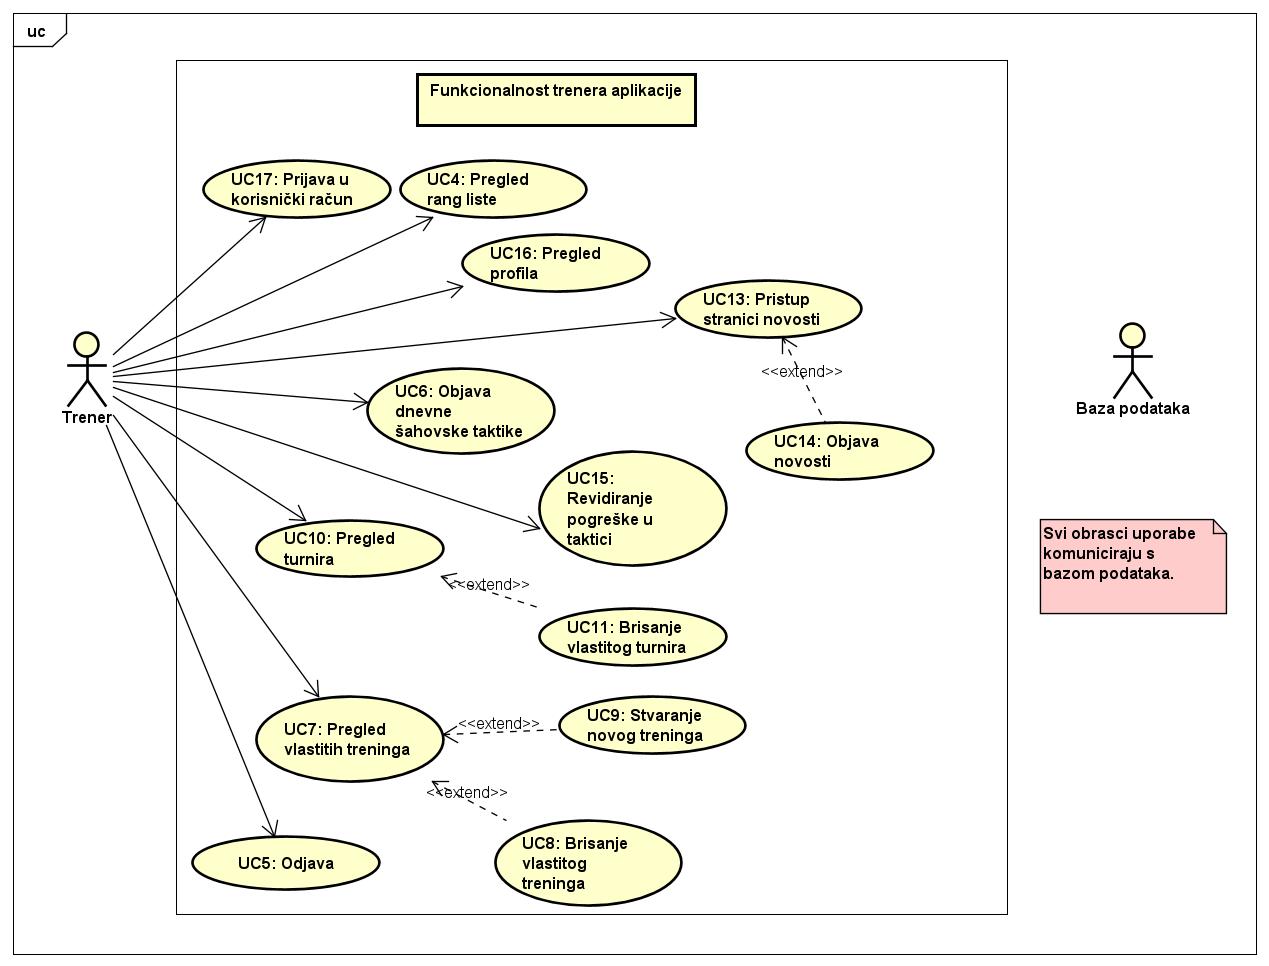 uc
Funkcionalnost trenera aplikacije
UC17: Prijava u
korisnički račun
UC4: Pregled
rang liste
UC16: Pregled
profila
UC13: Pristup
stranici novosti
<<extend>>
UC6: Objava
dnevne
šahovske taktike
UC14: Objava
novosti
Trener
Baza podataka
UC15:
Revidiranje
pogreške u
taktici
UC10: Pregled
turnira
Svi obrasci uporabe
komuniciraju s
bazom podataka.
<<extend>>
UC11: Brisanje
vlastitog turnira
UC7: Pregled
vlastitih treninga
<<extend>>
UC9: Stvaranje
novog treninga
<<extend>>
UC8: Brisanje
vlastitog
treninga
UC5: Odjava